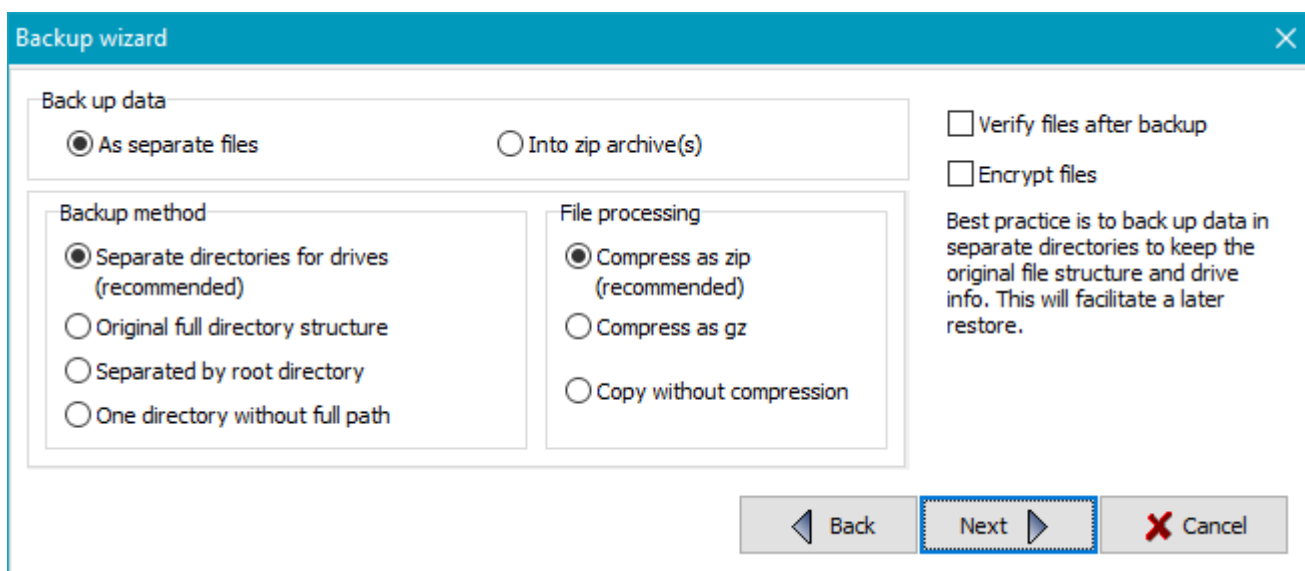 Backup wizard
Back up data
As separate files
Into zip archive(s)
Verify files after backup
Encrypt files
Best practice is to back up data in
separate directories to keep the
original file structure and drive
info. This will facilitate a later
restore.
Backup method
Separate directories for drives
(recommended)
Original full directory structure
Separated by root directory
One directory without full path
File processing
Compress as zip
(recommended)
Compress as gz
Copy without compression
Back
Next
Cancel